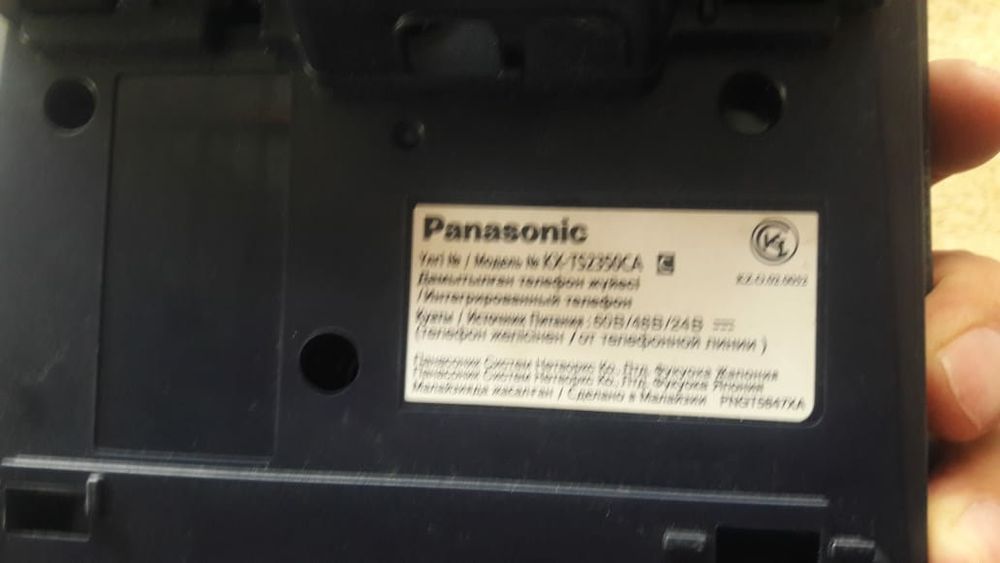 Panasonic
Үлгі № / Модель № KX-TS2350CA C
Дамытылған телефон жүйесі
/Интегрированный телефон
Қуаты / Источник Питания : 60В/48В/24В
(телефон желісінен / от телефонной линии )
Панасоник Систем Нетворкс Ко. Лтд. Фукуока Жапония
Панасоник Систем Нетворкс Ко. Лтд. Фукуока Япония
Малайзияда жасалған / Сделано в Малайзии PNGT5847XA